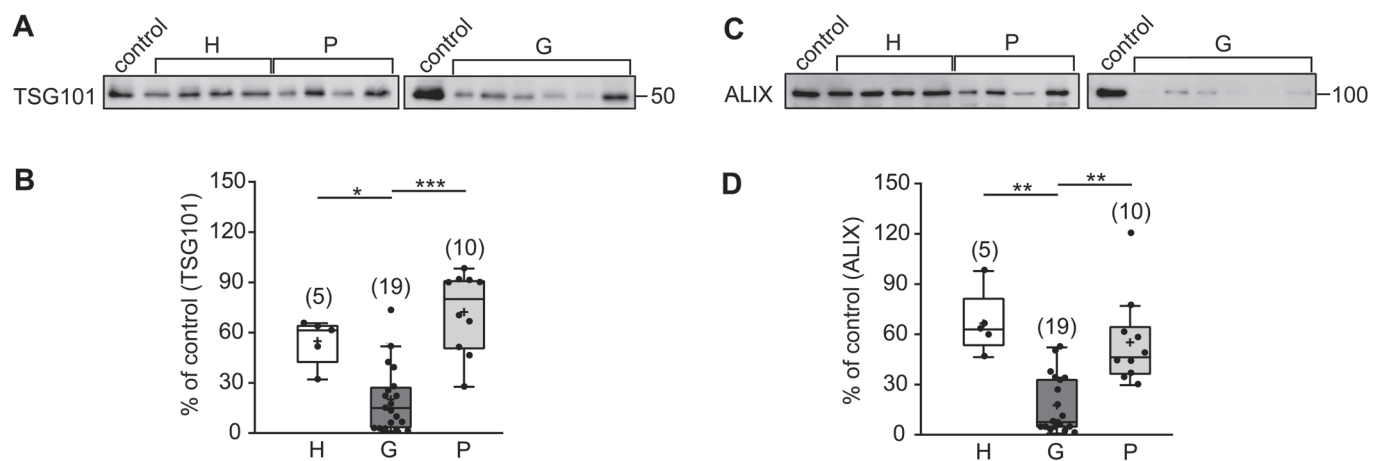 A
control H P control G
TSG101 50
B
% of control (TSG101)
150
120
90
60
30
0
* ***
(5) (19) (10)
H G P
C
control H P control G
ALIX 100
D
% of control (ALIX)
150
120
90
60
30
0
** **
(5) (19) (10)
H G P